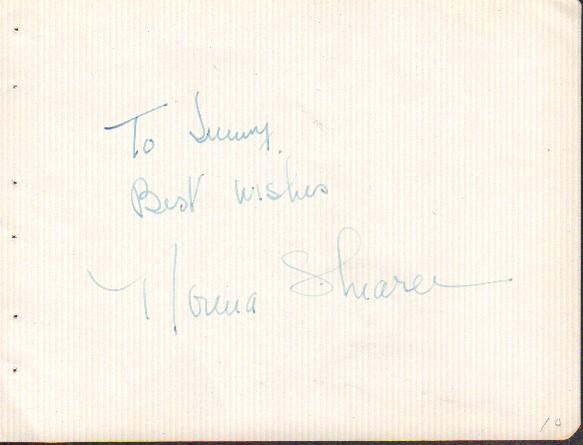 To Jimmy.
Best wishes
Norma Shearer
10